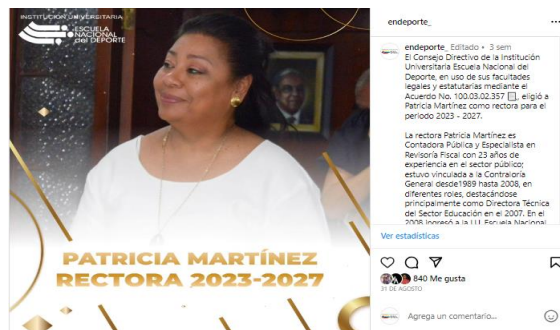 INSTITUCIÓN UNIVERSITARIA
ESCUELA
NACIONAL
del DEPORTE
PATRICIA MARTÍNEZ
RECTORA 2023-2027
endeporte_
endeporte_ Editado • 3 sem
El Consejo Directivo de la Institución
Universitaria Escuela Nacional del
Deporte, en uso de sus facultades
legales y estatutarias mediante el
Acuerdo No. 100.03.02.357 , eligió a
Patricia Martínez como rectora para el
periodo 2023 - 2027.
La rectora Patricia Martínez es
Contadora Pública y Especialista en
Revisoría Fiscal con 23 años de
experiencia en el sector público;
estuvo vinculada a la Contraloría
General desde1989 hasta 2008, en
diferentes roles, destacándose
principalmente como Directora Técnica
del Sector Educación en el 2007. En el
2008 ingresó a la I.U. Escuela Nacional
Ver estadísticas
840 Me gusta
31 DE AGOSTO
Agrega un comentario...